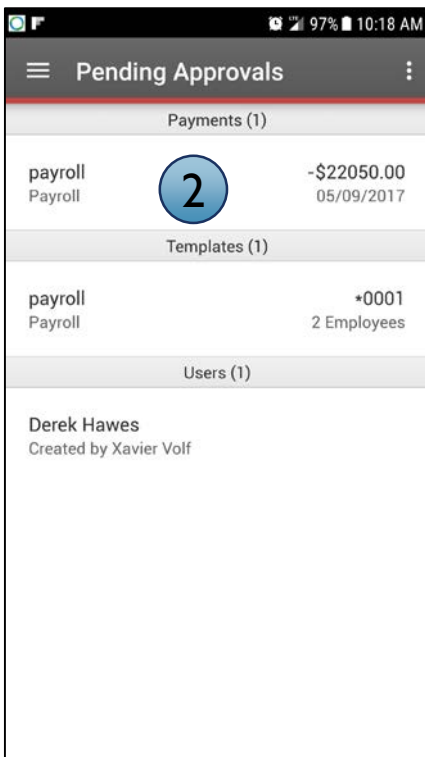 97% 10:18 AM
Pending Approvals
Payments (1)
payroll -$22050.00
2
Payroll 05/09/2017
Templates (1)
payroll *0001
Payroll 2 Employees
Users (1)
Derek Hawes
Created by Xavier Volf